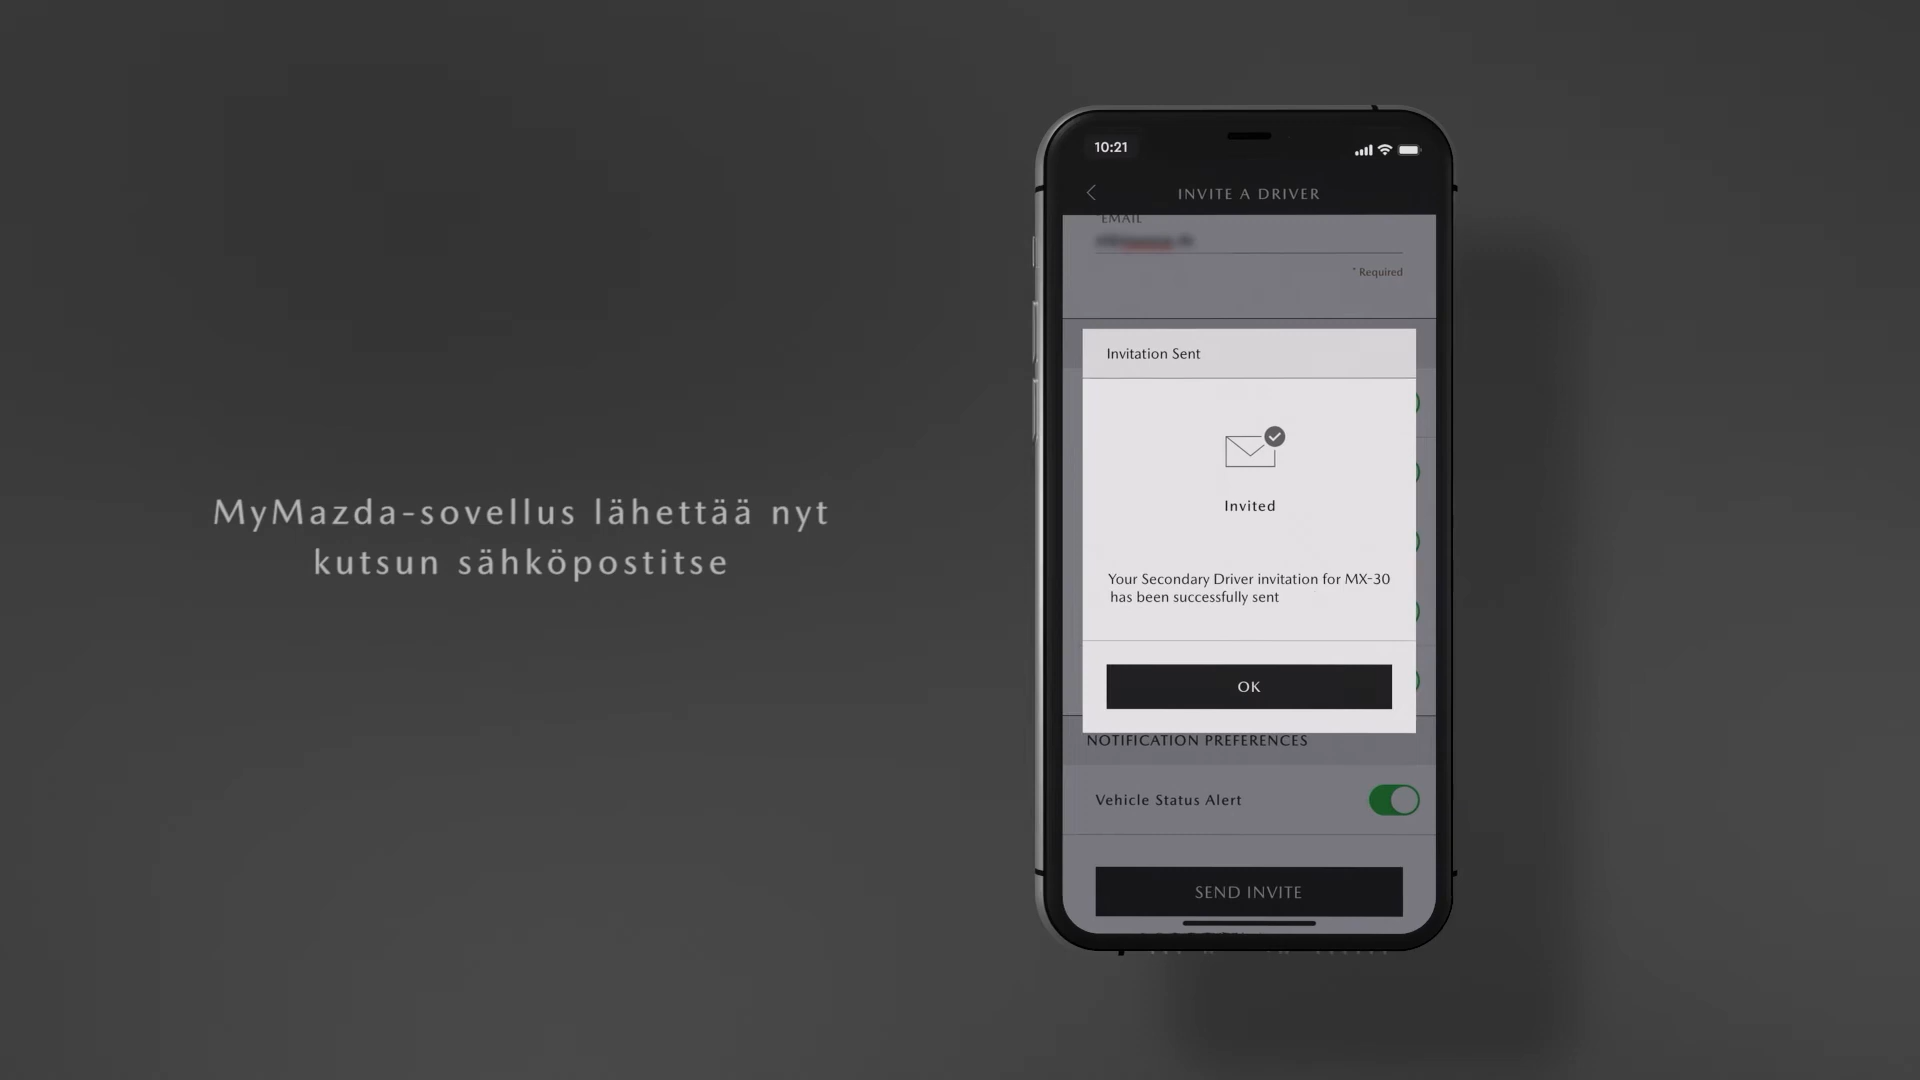 MyMazda-sovellus lähettää nyt
kutsun sähköpostitse
10:21
INVITE A DRIVER
*EMAIL
* Required
Invitation Sent
Invited
Your Secondary Driver invitation for MX-30
has been successfully sent
OK
NOTIFICATION PREFERENCES
Vehicle Status Alert
SEND INVITE